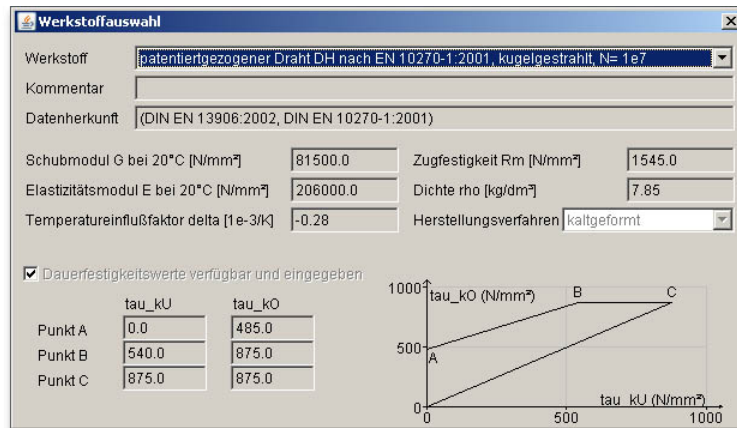 Werkstoffauswahl
Werkstoff patentiertgezogener Draht DH nach EN 10270-1:2001, kugelgestrahlt, N= 1e7
Kommentar
Datenherkunft (DIN EN 13906:2002, DIN EN 10270-1:2001)
Schubmodul G bei 20°C [N/mm²] 81500.0 Zugfestigkeit Rm [N/mm²] 1545.0
Elastizitätsmodul E bei 20°C [N/mm²] 206000.0 Dichte rho [kg/dm³] 7.85
Temperatureinflußfaktor delta [1e-3/K] -0.28 Herstellungsverfahren kaltgeformt
Dauerfestigkeitswerte verfügbar und eingegeben
tau_kU tau_kO
Punkt A 0.0 485.0
Punkt B 540.0 875.0
Punkt C 875.0 875.0
1000 tau_kO (N/mm²) B C
500 A
tau_kU (N/mm²)
0 0 500 1000